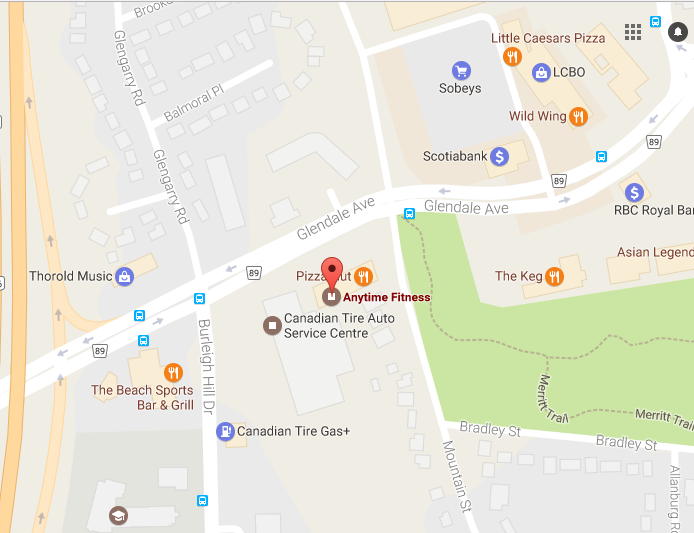 Brook
Glengarry Rd
Balmoral Pl
Glengarry Rd
Little Caesars Pizza
LCBO
Sobeys
Wild Wing
Scotiabank
89
89
RBC Royal Ban
Glendale Ave
Glendale Ave
Asian Legend
Thorold Music
89
Pizza Hut
The Keg
Anytime Fitness
Canadian Tire Auto
Service Centre
Burleigh Hill Dr
89
The Beach Sports
Bar & Grill
Merritt Trail
Merritt Trail
Canadian Tire Gas+
Bradley St
Bradley St
Mountain St
Allanburg Ro